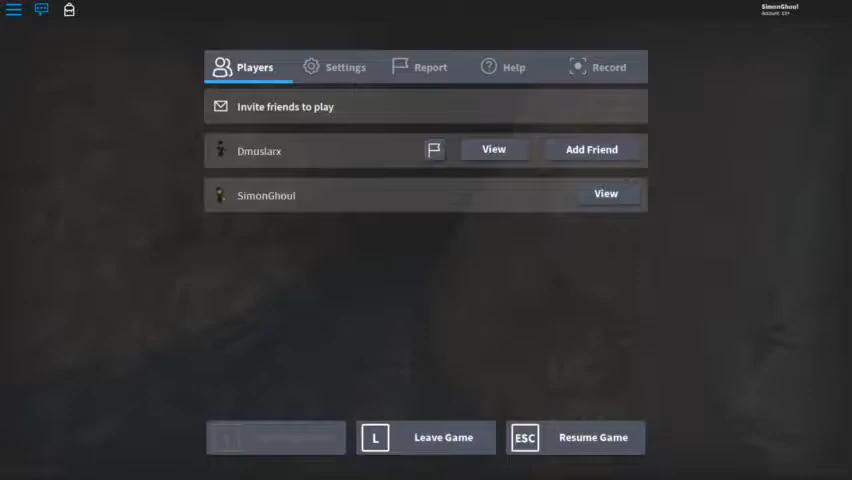 SimonGhoul
Account: 13+
Players
Settings
Report
Help
Record
Invite friends to play
Dmuslarx
View
Add Friend
SimonGhoul
View
L
Leave Game
ESC
Resume Game